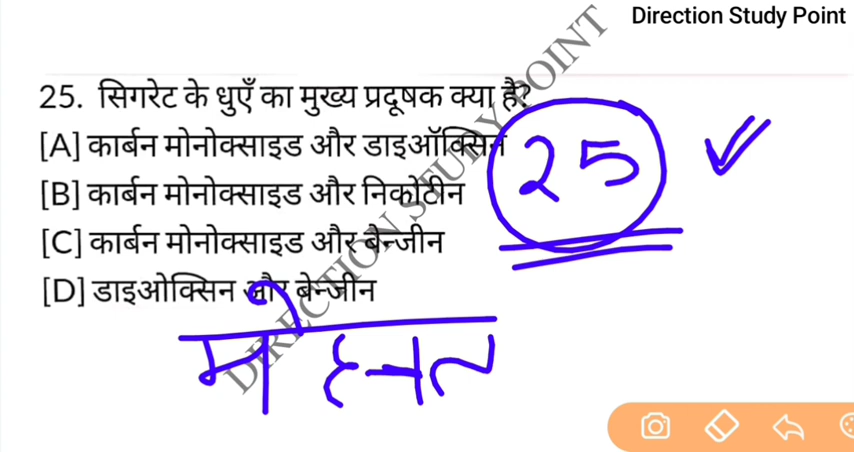 Direction Study Point
25. सिगरेट के धुएँ का मुख्य प्रदूषक क्या है?
[A] कार्बन मोनोक्साइड और डाइऑक्सिन
25
[B] कार्बन मोनोक्साइड और निकोटीन
[C] कार्बन मोनोक्साइड और बेन्जीन
[D] डाइओक्सिन और बेन्जीन
मेहनत
DIRECTION STUDY POINT